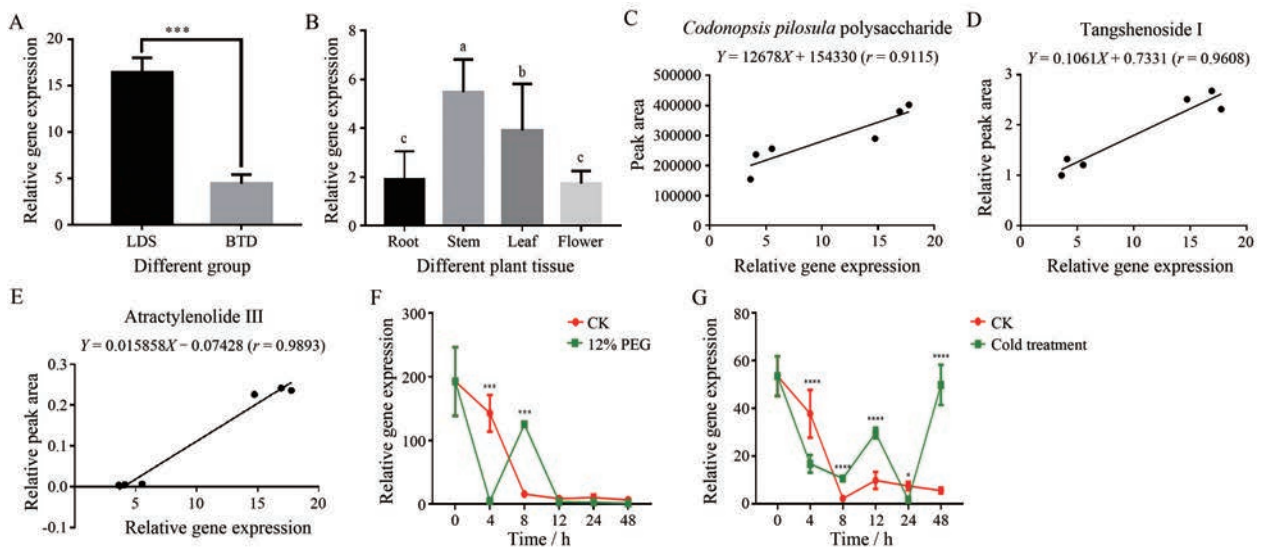 A
Relative gene expression
20
15
10
5
0
***
LDS
BTD
Different group
B
Relative gene expression
8
6
4
2
0
c
a
b
c
Root
Stem
Leaf
Flower
Different plant tissue
C
Codonopsis pilosula polysaccharide
Y = 12678X + 154330 (r = 0.9115)
Peak area
500000
400000
300000
200000
100000
0
0
5
10
15
20
Relative gene expression
D
Tangshenoside I
Y = 0.1061X + 0.7331 (r = 0.9608)
Relative peak area
3
2
1
0
0
5
10
15
20
Relative gene expression
E
Atractylenolide III
Y = 0.015858X − 0.07428 (r = 0.9893)
Relative peak area
0.3
0.2
0.1
0.0
-0.1
5
10
15
20
Relative gene expression
F
CK
12% PEG
Relative gene expression
300
200
100
0
***
***
0
4
8
12
24
48
Time / h
G
CK
Cold treatment
Relative gene expression
80
60
40
20
0
****
****
****
*
****
0
4
8
12
24
48
Time / h